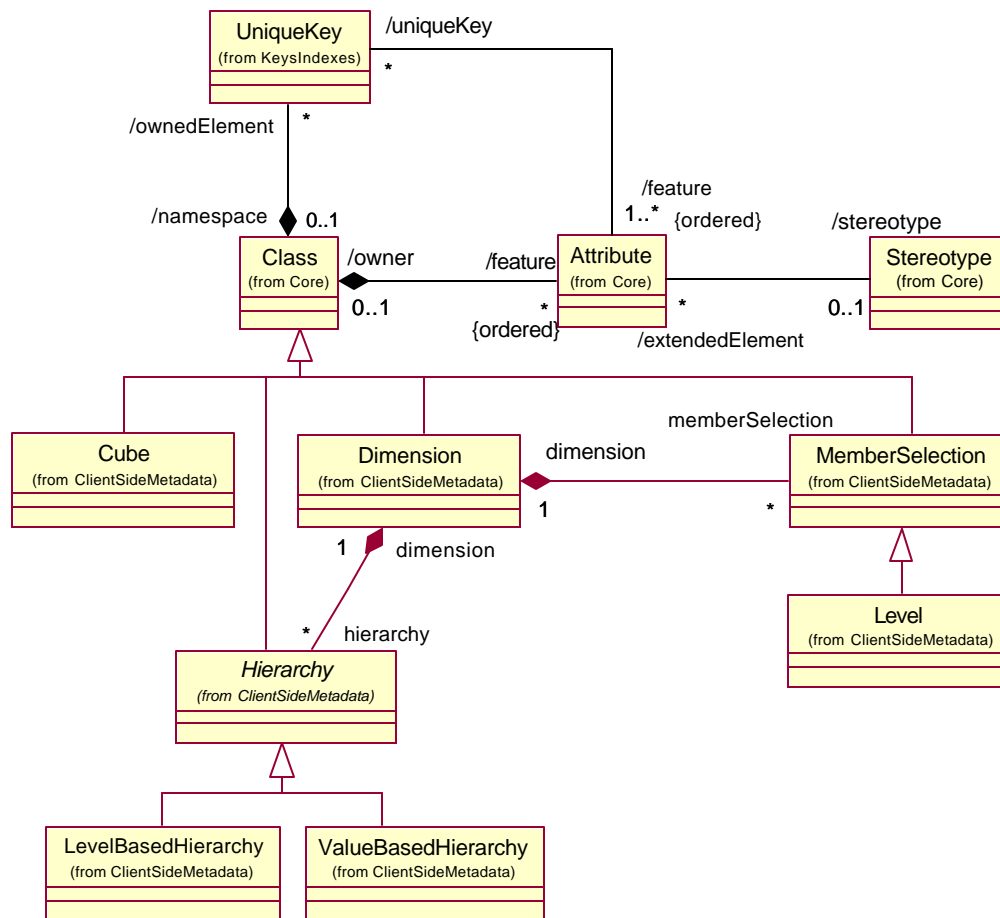 UniqueKey
(from KeysIndexes)
/uniqueKey
*
/ownedElement
*
/namespace
0..1
/feature
1..*
{ordered}
/stereotype
Class
(from Core)
/owner
0..1
/feature
*
{ordered}
Attribute
(from Core)
*
/extendedElement
0..1
Stereotype
(from Core)
Cube
(from ClientSideMetadata)
Dimension
(from ClientSideMetadata)
dimension
1
memberSelection
*
MemberSelection
(from ClientSideMetadata)
1
dimension
*
hierarchy
Level
(from ClientSideMetadata)
Hierarchy
(from ClientSideMetadata)
LevelBasedHierarchy
(from ClientSideMetadata)
ValueBasedHierarchy
(from ClientSideMetadata)